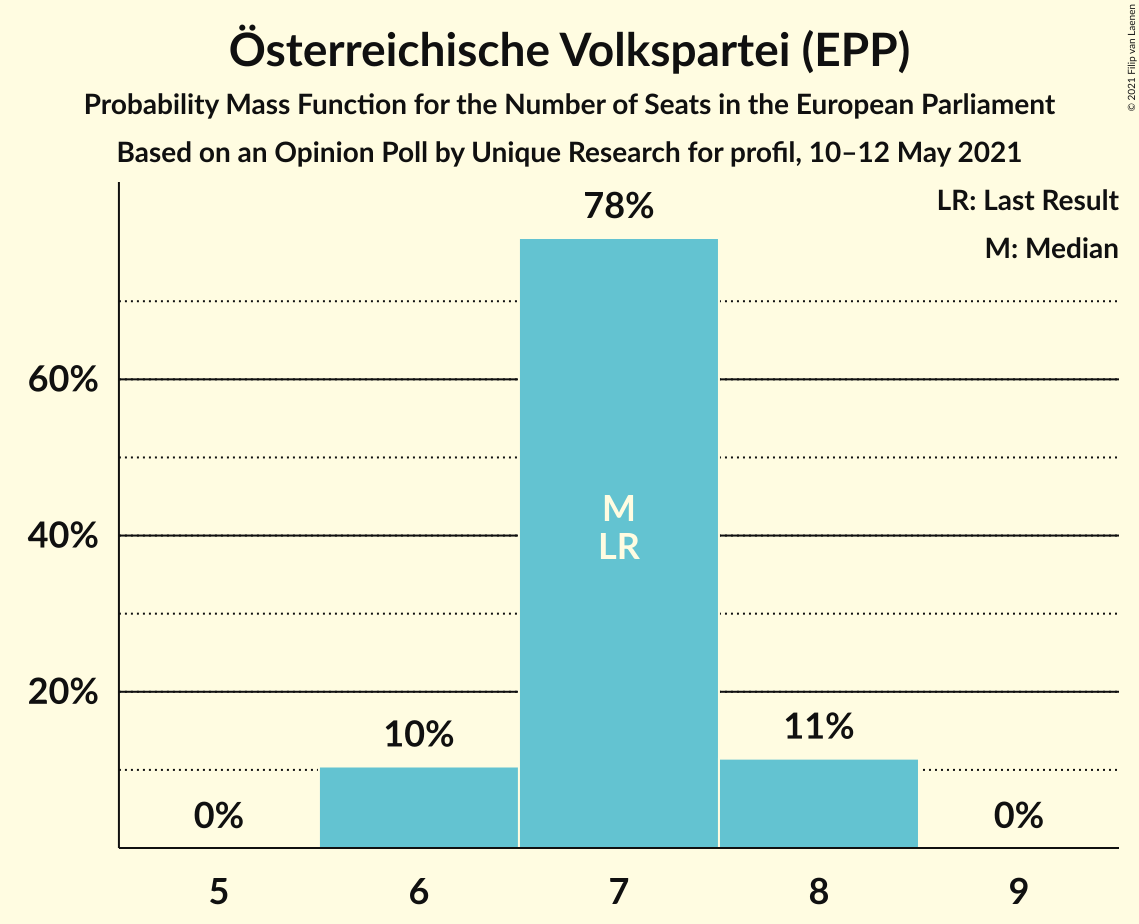 Österreichische Volkspartei (EPP)
Probability Mass Function for the Number of Seats in the European Parliament
Based on an Opinion Poll by Unique Research for profil, 10–12 May 2021
© 2021 Filip van Laenen
LR: Last Result
M: Median
78%
60%
M
40%
LR
20%
10%
11%
0%
0%
5 6 7 8 9